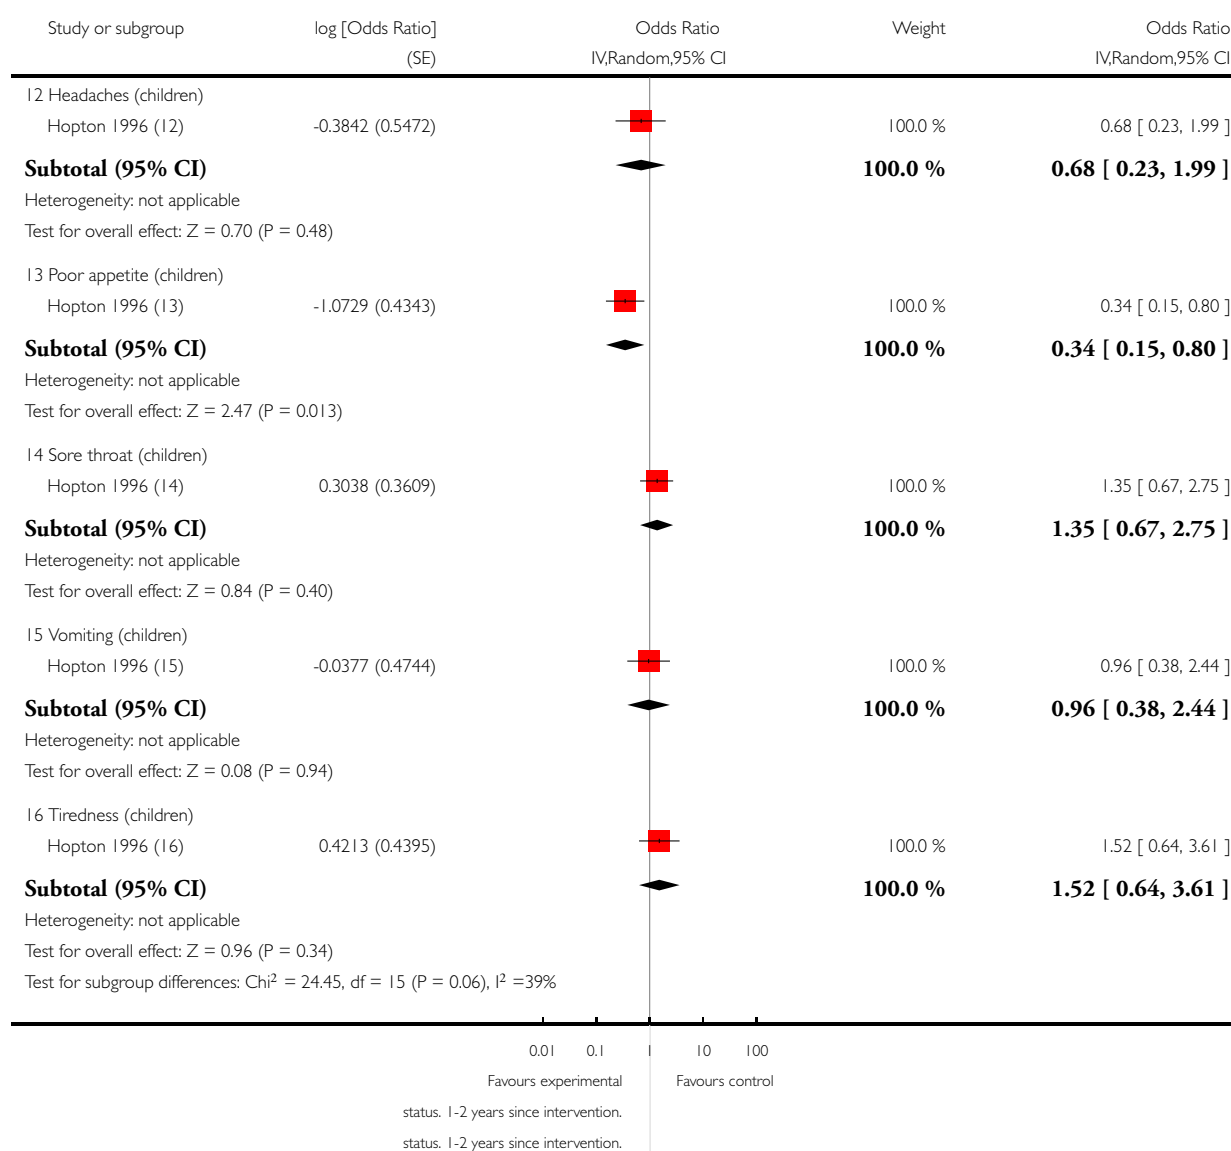 Study or subgroup log [Odds Ratio] Odds Ratio Weight Odds Ratio
(SE) IV,Random,95% CI IV,Random,95% CI
12 Headaches (children)
Hopton 1996 (12) -0.3842 (0.5472) 100.0 % 0.68 [ 0.23, 1.99 ]
Subtotal (95% CI) 100.0 % 0.68 [ 0.23, 1.99 ]
Heterogeneity: not applicable
Test for overall effect: Z = 0.70 (P = 0.48)
13 Poor appetite (children)
Hopton 1996 (13) -1.0729 (0.4343) 100.0 % 0.34 [ 0.15, 0.80 ]
Subtotal (95% CI) 100.0 % 0.34 [ 0.15, 0.80 ]
Heterogeneity: not applicable
Test for overall effect: Z = 2.47 (P = 0.013)
14 Sore throat (children)
Hopton 1996 (14) 0.3038 (0.3609) 100.0 % 1.35 [ 0.67, 2.75 ]
Subtotal (95% CI) 100.0 % 1.35 [ 0.67, 2.75 ]
Heterogeneity: not applicable
Test for overall effect: Z = 0.84 (P = 0.40)
15 Vomiting (children)
Hopton 1996 (15) -0.0377 (0.4744) 100.0 % 0.96 [ 0.38, 2.44 ]
Subtotal (95% CI) 100.0 % 0.96 [ 0.38, 2.44 ]
Heterogeneity: not applicable
Test for overall effect: Z = 0.08 (P = 0.94)
16 Tiredness (children)
Hopton 1996 (16) 0.4213 (0.4395) 100.0 % 1.52 [ 0.64, 3.61 ]
Subtotal (95% CI) 100.0 % 1.52 [ 0.64, 3.61 ]
Heterogeneity: not applicable
Test for overall effect: Z = 0.96 (P = 0.34)
Test for subgroup differences: Chi² = 24.45, df = 15 (P = 0.06), I² =39%
0.01 0.1 1 10 100
Favours experimental Favours control
status. 1-2 years since intervention.
status. 1-2 years since intervention.